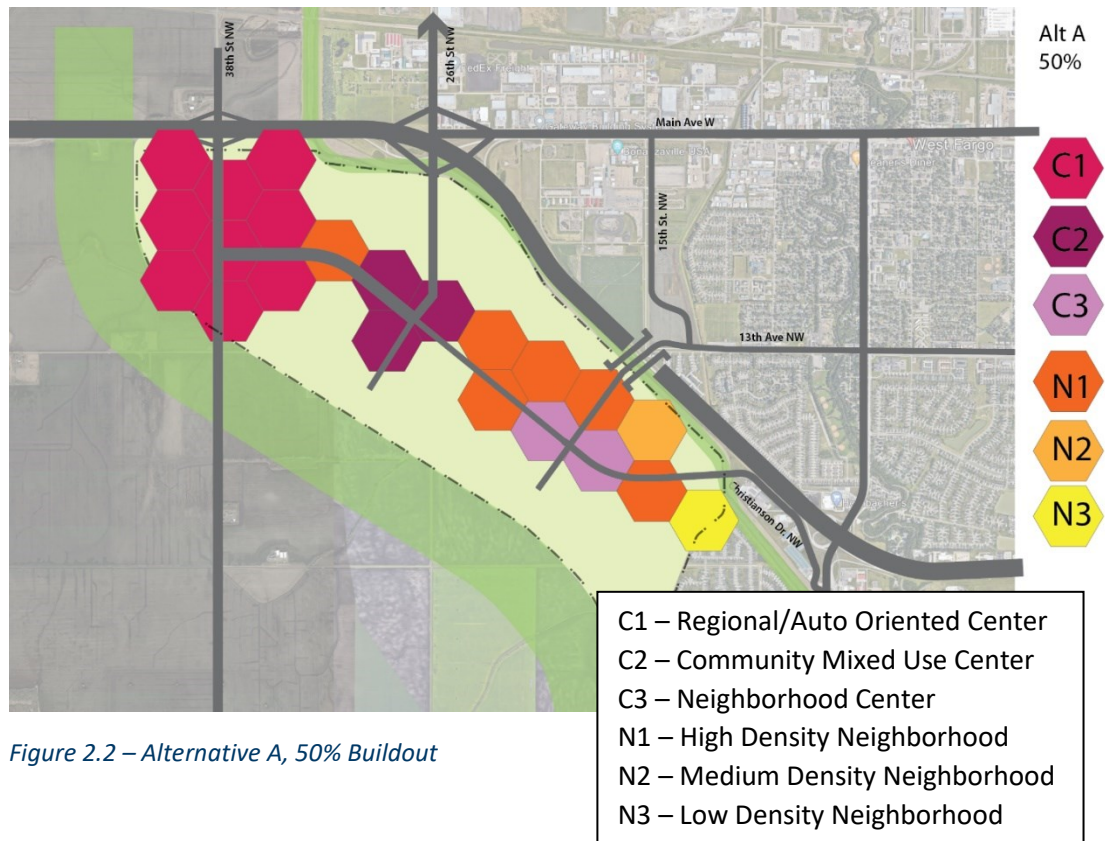 Alt A
50%
38th St NW
26th St NW
Main Ave W
West Fargo
15th St. NW
13th Ave NW
Christianson Dr. NW
C1
C2
C3
N1
N2
N3
C1 – Regional/Auto Oriented Center
C2 – Community Mixed Use Center
C3 – Neighborhood Center
N1 – High Density Neighborhood
N2 – Medium Density Neighborhood
N3 – Low Density Neighborhood
Figure 2.2 – Alternative A, 50% Buildout